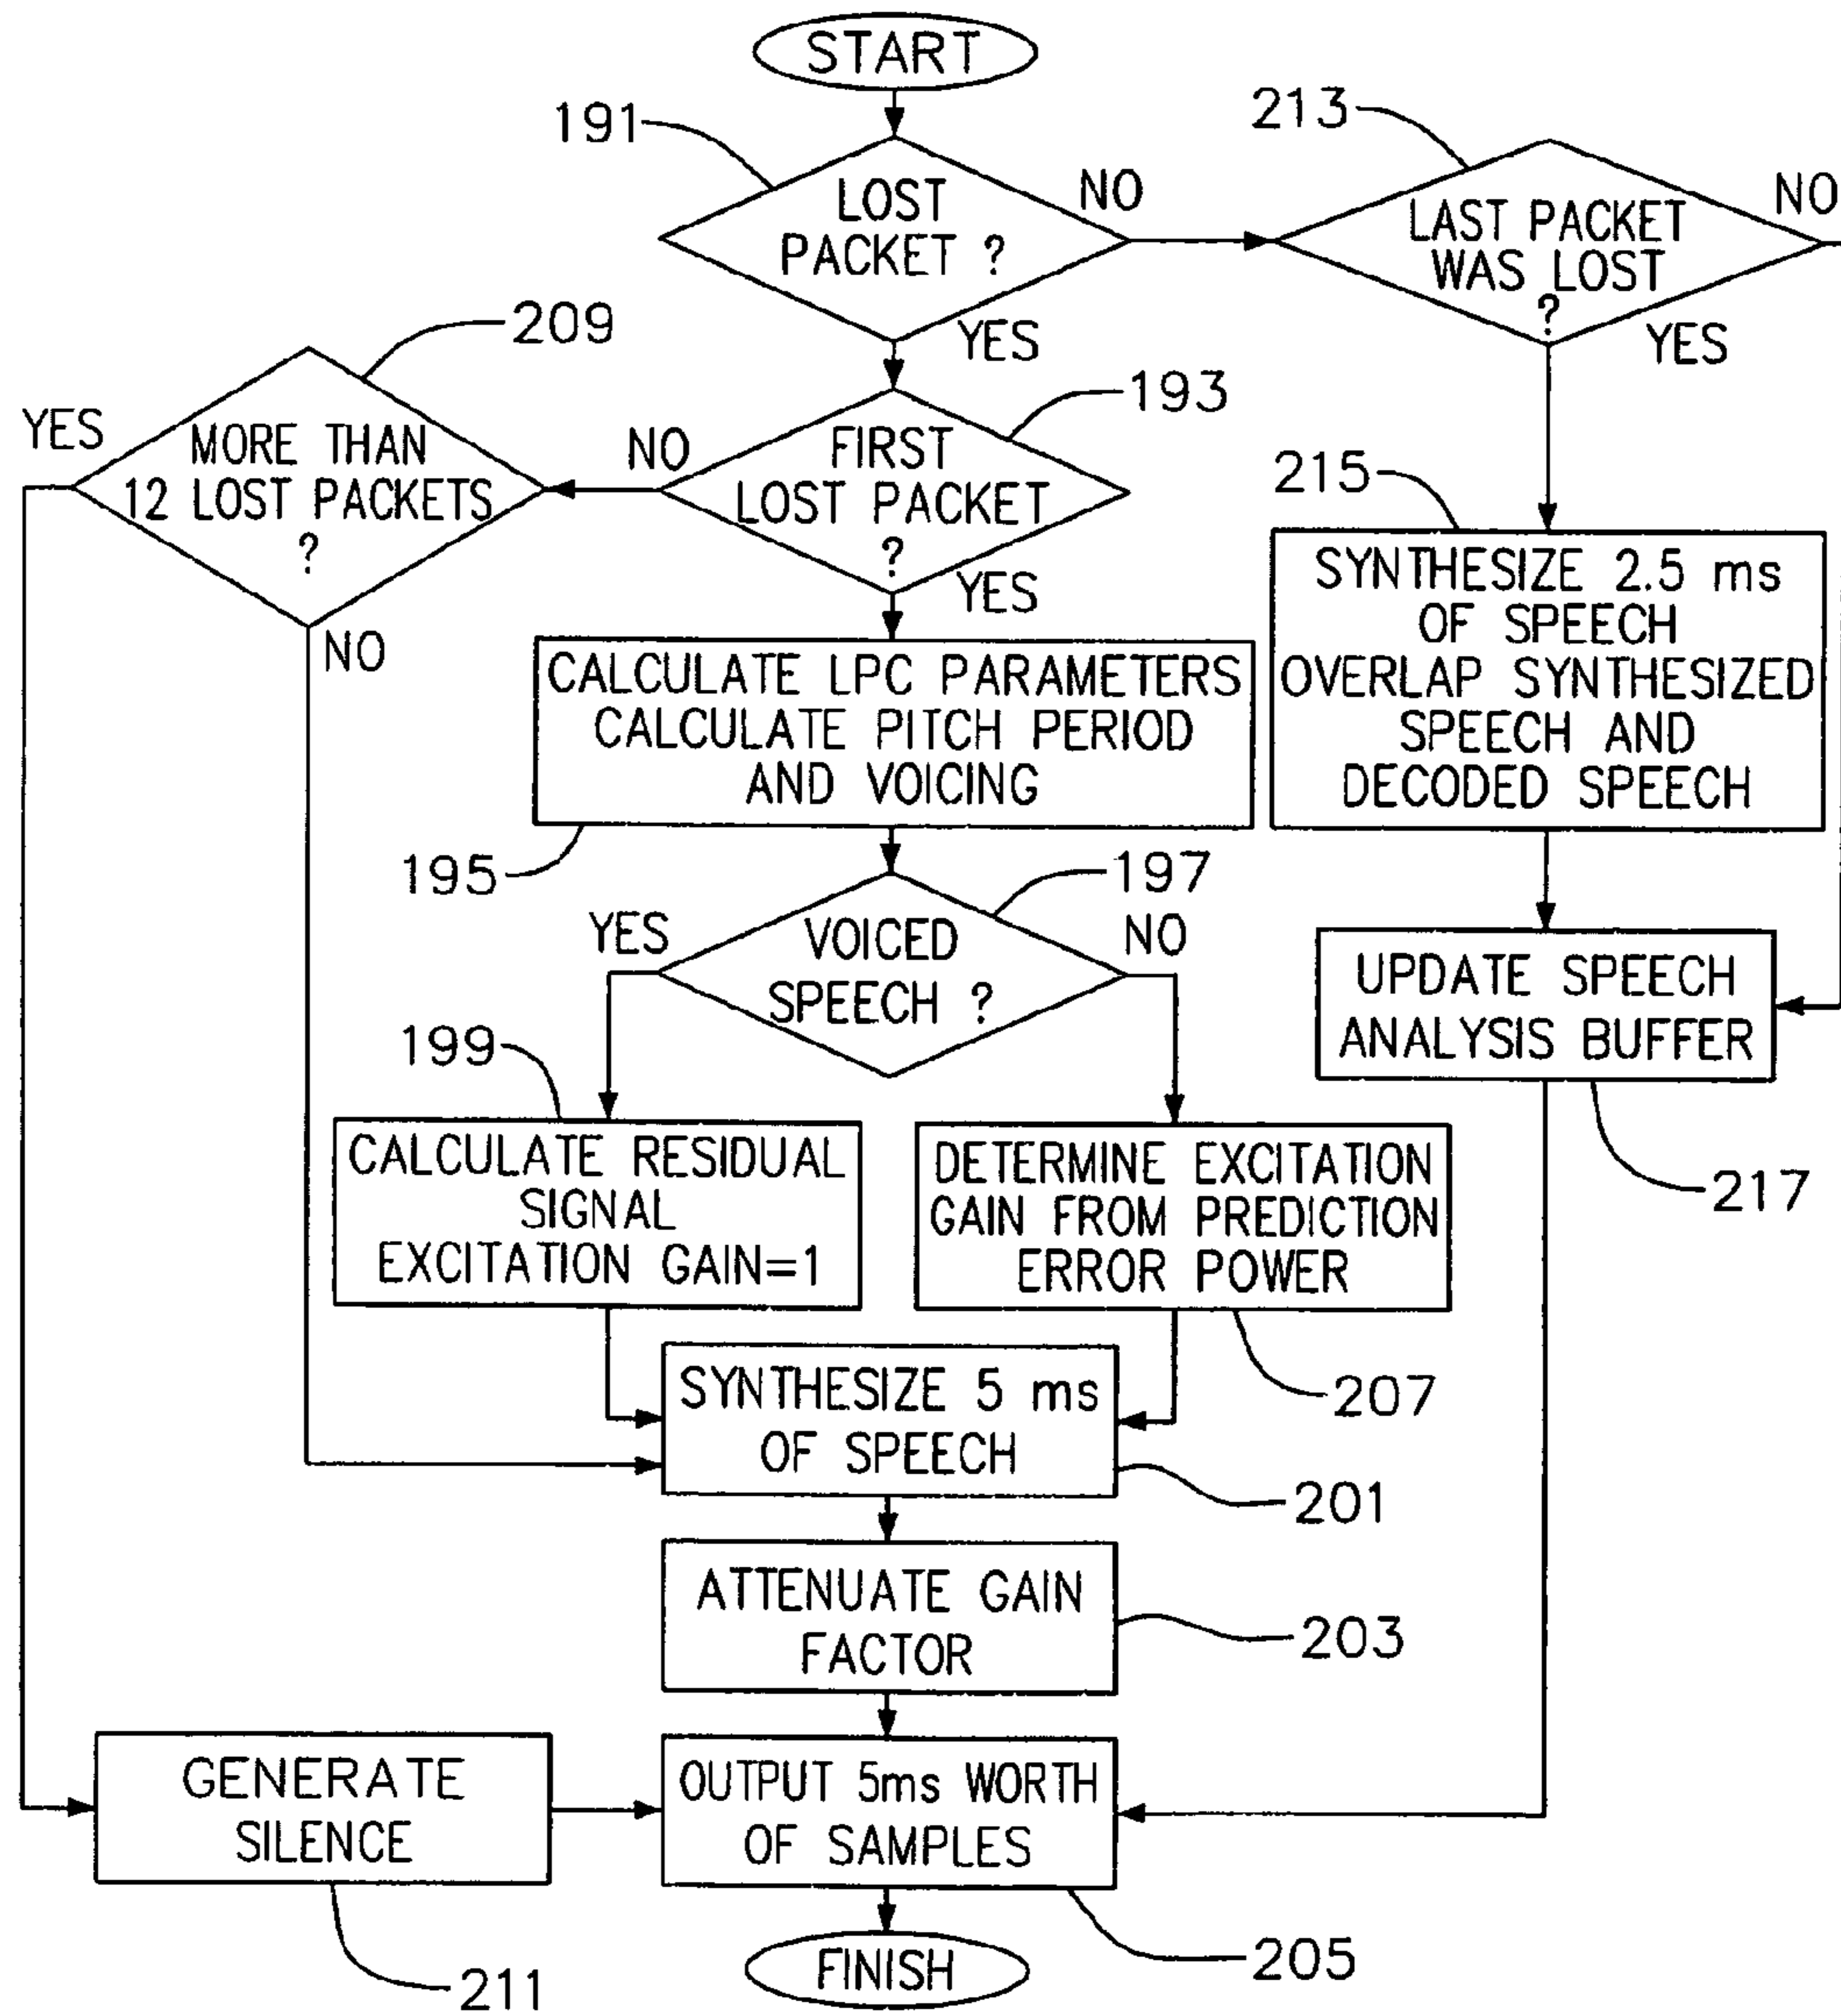 START
191
213
LOST
PACKET ?
NO
LAST PACKET
WAS LOST
?
NO
YES
YES
209
193
YES
MORE THAN
12 LOST PACKETS
?
NO
FIRST
LOST PACKET
?
YES
NO
215
SYNTHESIZE 2.5 ms
OF SPEECH
OVERLAP SYNTHESIZED
SPEECH AND
DECODED SPEECH
CALCULATE LPC PARAMETERS
CALCULATE PITCH PERIOD
AND VOICING
195
197
YES
VOICED
SPEECH ?
NO
UPDATE SPEECH
ANALYSIS BUFFER
217
199
CALCULATE RESIDUAL
SIGNAL
EXCITATION GAIN=1
DETERMINE EXCITATION
GAIN FROM PREDICTION
ERROR POWER
207
SYNTHESIZE 5 ms
OF SPEECH
201
ATTENUATE GAIN
FACTOR
203
GENERATE
SILENCE
211
OUTPUT 5ms WORTH
OF SAMPLES
205
FINISH